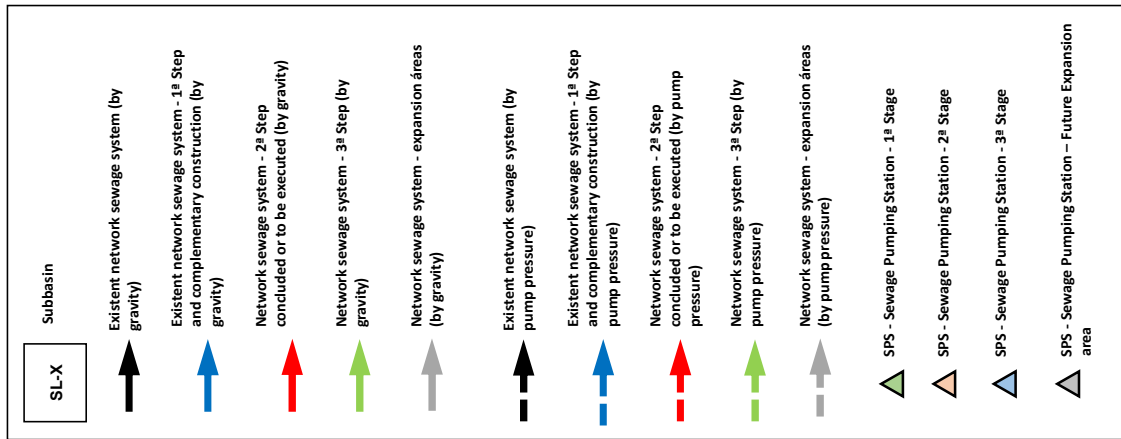 SL-X
Subbasin
Existent network sewage system (by
gravity)
Existent network sewage system - 1ª Step
and complementary construction (by
gravity)
Network sewage system - 2ª Step
concluded or to be executed (by gravity)
Network sewage system - 3ª Step (by
gravity)
Network sewage system - expansion áreas
(by gravity)
Existent network sewage system (by
pump pressure)
Existent network sewage system - 1ª Step
and complementary construction (by
pump pressure)
Network sewage system - 2ª Step
concluded or to be executed (by pump
pressure)
Network sewage system - 3ª Step (by
pump pressure)
Network sewage system - expansion áreas
(by pump pressure)
SPS - Sewage Pumping Station - 1ª Stage
SPS - Sewage Pumping Station - 2ª Stage
SPS - Sewage Pumping Station - 3ª Stage
SPS - Sewage Pumping Station – Future Expansion
area